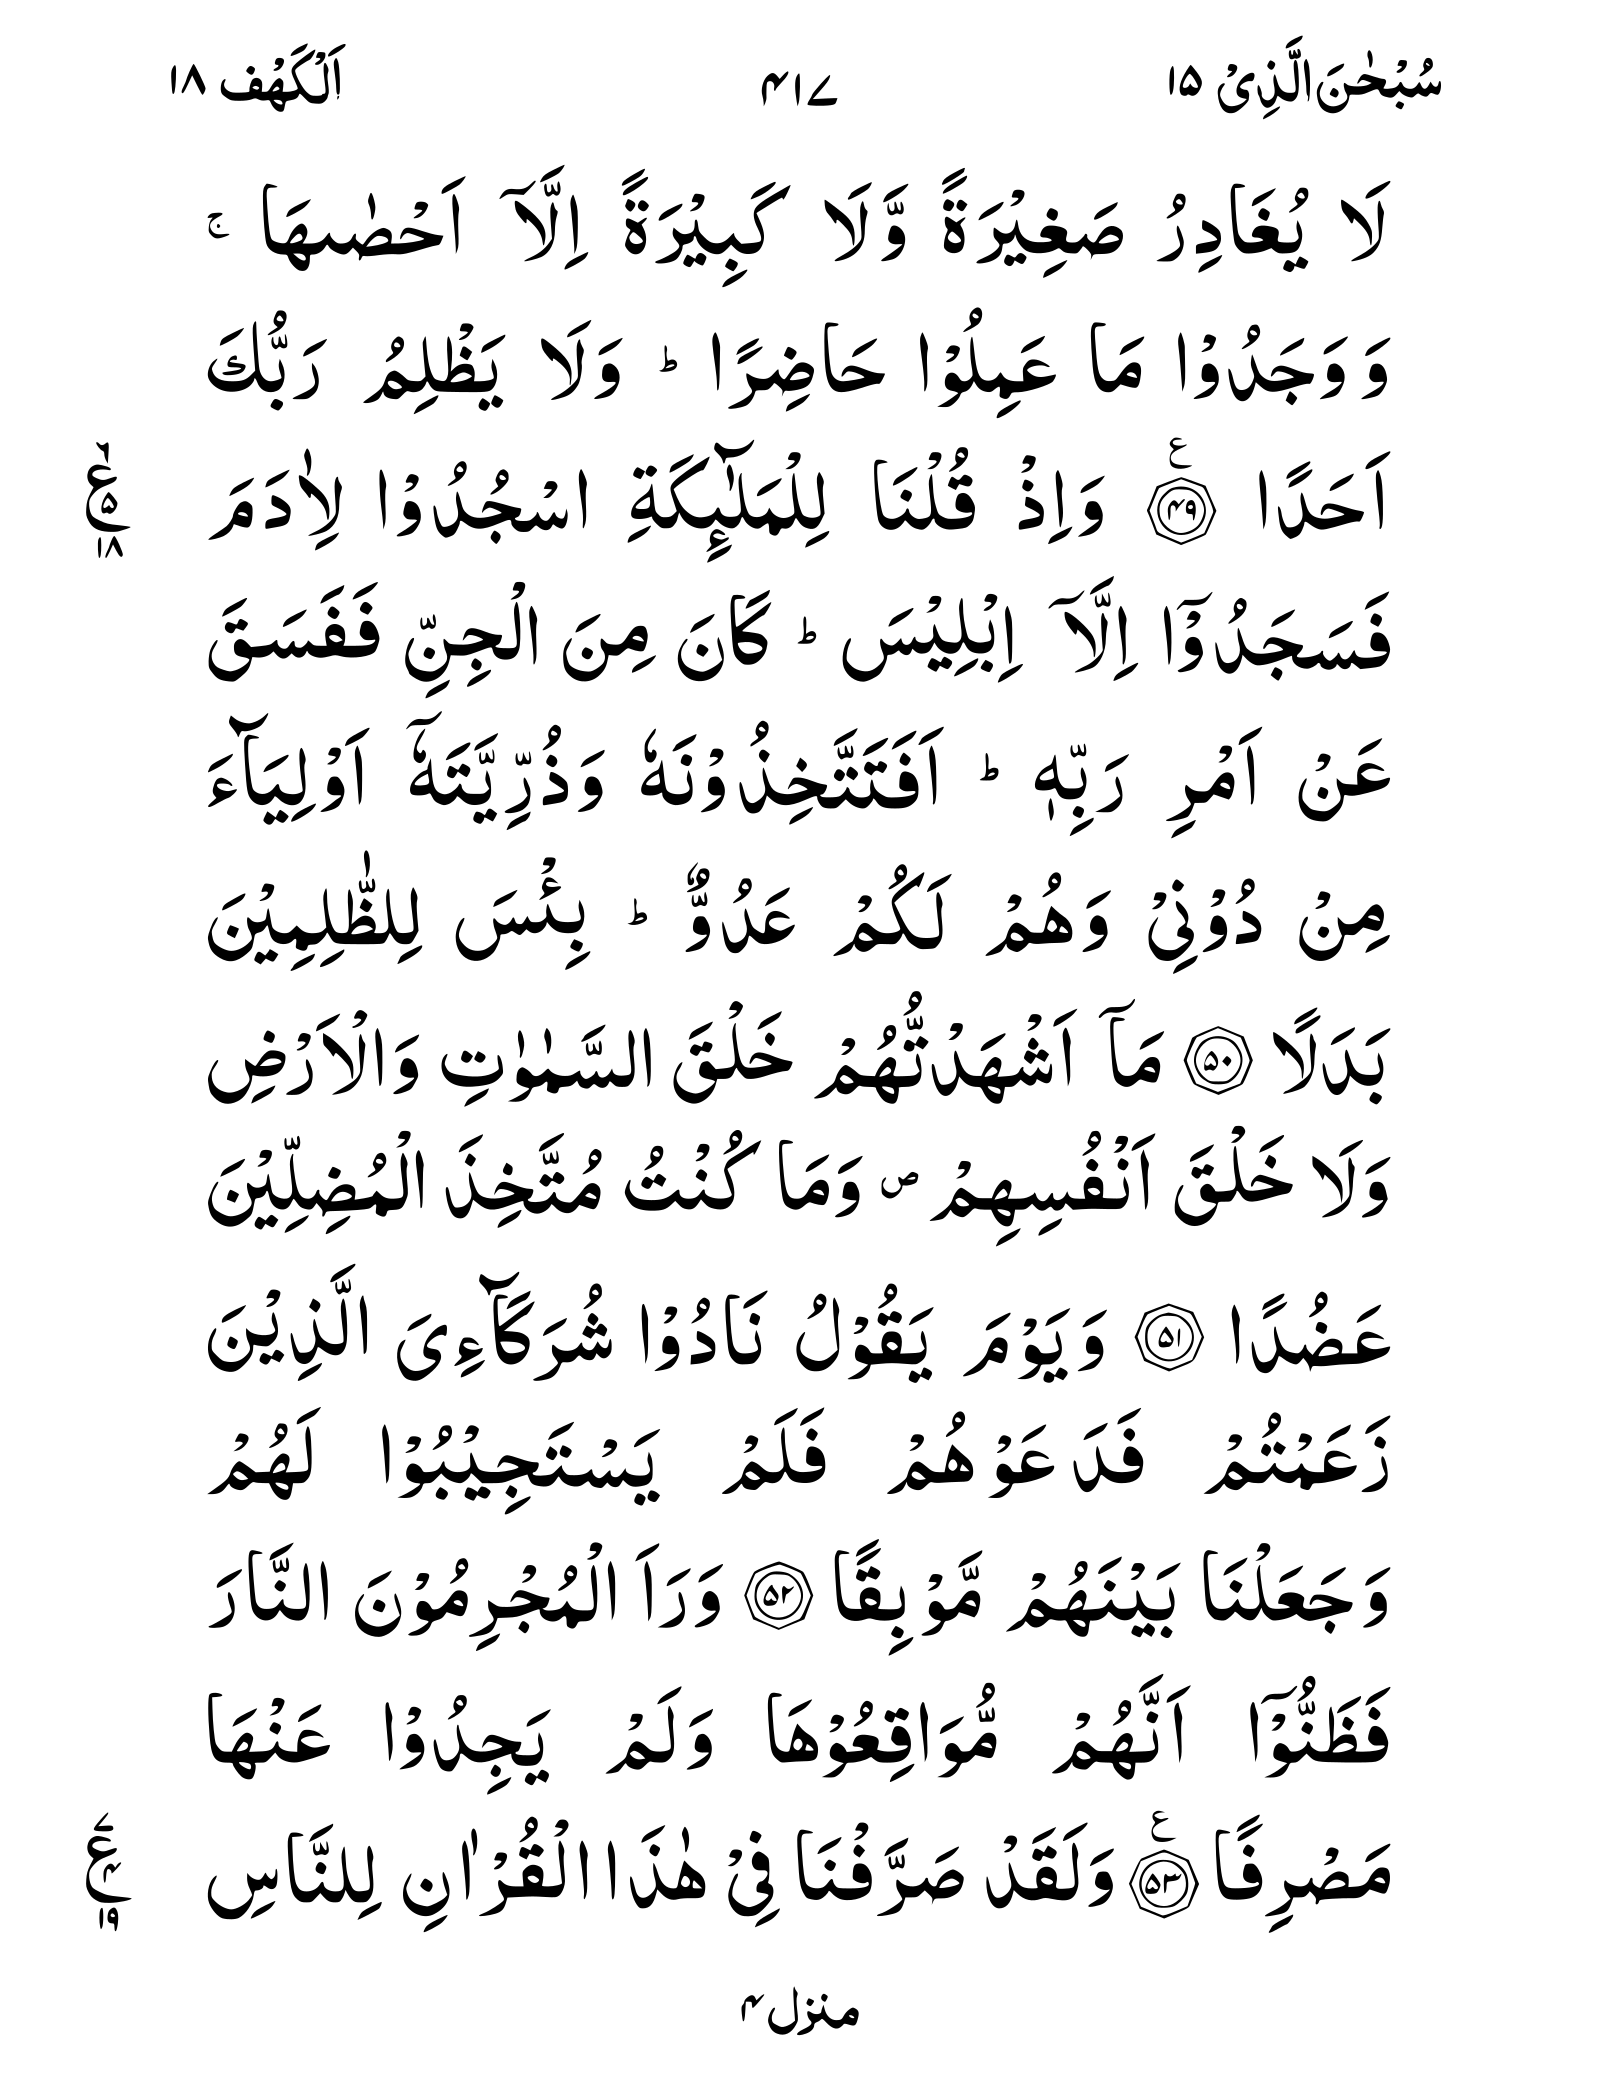 سُبْحٰنَ الَّذِیْ ۱۵
۴۱۷
اَلْكَهْف ۱۸
لَا يُغَادِرُ صَغِيْرَةً وَّلَا كَبِيْرَةً اِلَّاۤ اَحْصٰىهَا ۚ
وَوَجَدُوْا مَا عَمِلُوْا حَاضِرًا ؕ وَلَا يَظْلِمُ رَبُّكَ
اَحَدًا ۴۹ ع وَاِذْ قُلْنَا لِلْمَلٰٓىِٕكَةِ اسْجُدُوْا لِاٰدَمَ
ع ۶ ۵ ۱۸
فَسَجَدُوْۤا اِلَّاۤ اِبْلِيْسَ ؕ كَانَ مِنَ الْجِنِّ فَفَسَقَ
عَنْ اَمْرِ رَبِّهٖ ؕ اَفَتَتَّخِذُوْنَهٗ وَذُرِّيَّتَهٗۤ اَوْلِيَآءَ
مِنْ دُوْنِیْ وَهُمْ لَكُمْ عَدُوٌّ ؕ بِئْسَ لِلظّٰلِمِيْنَ
بَدَلًا ۵۰ مَاۤ اَشْهَدْتُّهُمْ خَلْقَ السَّمٰوٰتِ وَالْاَرْضِ
وَلَا خَلْقَ اَنْفُسِهِمْ ص وَمَا كُنْتُ مُتَّخِذَ الْمُضِلِّيْنَ
عَضُدًا ۵۱ وَيَوْمَ يَقُوْلُ نَادُوْا شُرَكَآءِیَ الَّذِيْنَ
زَعَمْتُمْ فَدَعَوْهُمْ فَلَمْ يَسْتَجِيْبُوْا لَهُمْ
وَجَعَلْنَا بَيْنَهُمْ مَّوْبِقًا ۵۲ وَرَاَ الْمُجْرِمُوْنَ النَّارَ
فَظَنُّوْۤا اَنَّهُمْ مُّوَاقِعُوْهَا وَلَمْ يَجِدُوْا عَنْهَا
مَصْرِفًا ۵۳ ع وَلَقَدْ صَرَّفْنَا فِیْ هٰذَا الْقُرْاٰنِ لِلنَّاسِ
ع ۷ ۴ ۱۹
منزل ۴